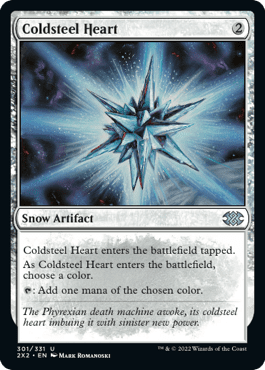 Coldsteel Heart 2
Snow Artifact
Coldsteel Heart enters the battlefield tapped.
As Coldsteel Heart enters the battlefield,
choose a color.
: Add one mana of the chosen color.
The Phyrexian death machine awoke, its coldsteel
heart imbuing it with sinister new power.
301/331 U
2X2 • EN Mark Romanoski
™ & © 2022 Wizards of the Coast